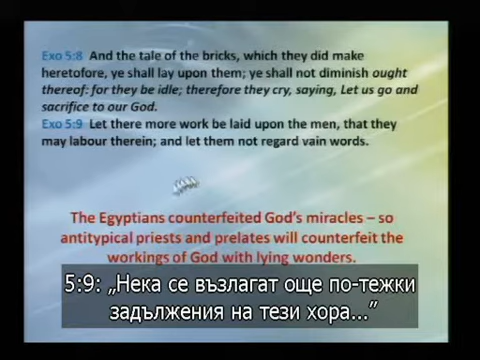 Exo 5:8 And the tale of the bricks, which they did make
heretofore, ye shall lay upon them; ye shall not diminish ought
thereof: for they be idle; therefore they cry, saying, Let us go and
sacrifice to our God.
Exo 5:9 Let there more work be laid upon the men, that they
may labour therein; and let them not regard vain words.
The Egyptians counterfeited God's miracles – so
antitypical priests and prelates will counterfeit the
workings of God with lying wonders.
5:9: „Нека се възлагат още по-тежки
задължения на тези хора...”